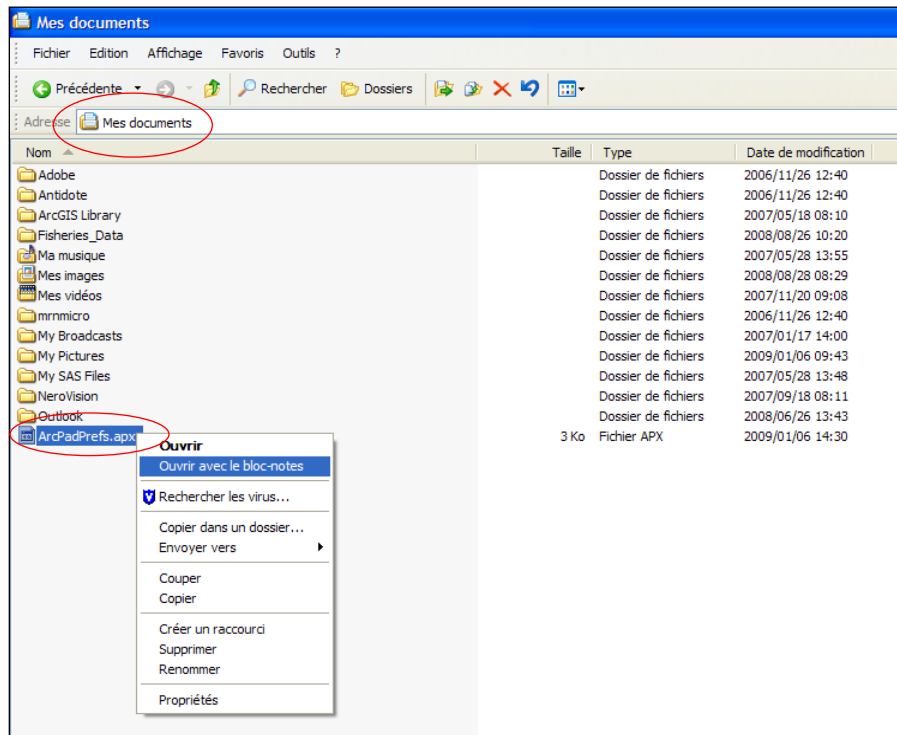 Mes documents
Fichier Edition Affichage Favoris Outils ?
Précédente Rechercher Dossiers
Adresse Mes documents
Nom Taille Type Date de modification
Adobe Dossier de fichiers 2006/11/26 12:40
Antidote Dossier de fichiers 2006/11/26 12:40
ArcGIS Library Dossier de fichiers 2007/05/18 08:10
Fisheries_Data Dossier de fichiers 2008/08/26 10:20
Ma musique Dossier de fichiers 2007/05/28 13:55
Mes images Dossier de fichiers 2008/08/28 08:29
Mes vidéos Dossier de fichiers 2007/11/20 09:08
mrnmicro Dossier de fichiers 2006/11/26 12:40
My Broadcasts Dossier de fichiers 2007/01/17 14:00
My Pictures Dossier de fichiers 2009/01/06 09:43
My SAS Files Dossier de fichiers 2007/05/28 13:48
NeroVision Dossier de fichiers 2007/09/18 08:11
Outlook Dossier de fichiers 2008/06/26 13:43
ArcPadPrefs.apx 3 Ko Fichier APX 2009/01/06 14:30
Ouvrir
Ouvrir avec le bloc-notes
Rechercher les virus...
Copier dans un dossier...
Envoyer vers
Couper
Copier
Créer un raccourci
Supprimer
Renommer
Propriétés